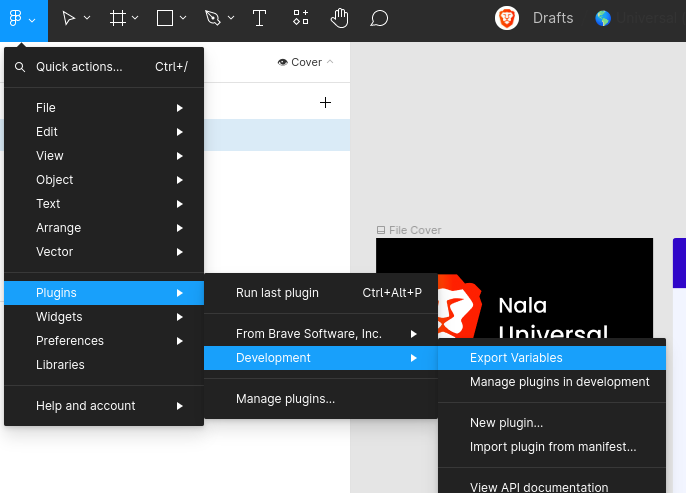 Drafts
Universal
Quick actions... Ctrl+/
Cover
File
Edit
View
Object
Text
Arrange
Vector
File Cover
Plugins
Widgets
Preferences
Libraries
Help and account
Run last plugin Ctrl+Alt+P
From Brave Software, Inc.
Development
Manage plugins...
Nala
Universal
Export Variables
Manage plugins in development
New plugin...
Import plugin from manifest...
View API documentation